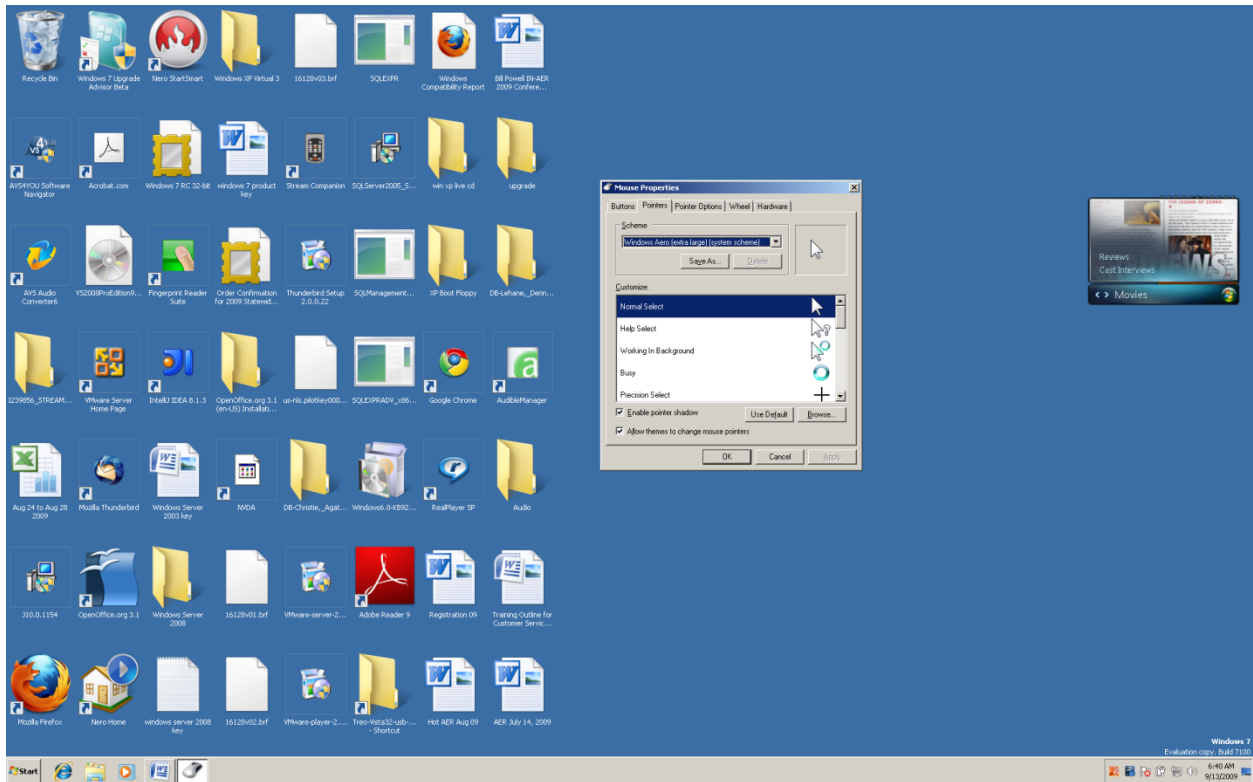 Recycle Bin
Windows 7 Upgrade
Advisor Beta
Nero StartSmart
Windows XP Virtual 3
16128v03.brf
SQLEXPR
Windows
Compatibility Report
Bill Powell IN-AER
2009 Confere...
AVS4YOU Software
Navigator
Acrobat.com
Windows 7 RC 32-bit
windows 7 product
key
Stream Companion
SQLServer2005_S...
win xp live cd
upgrade
AVS Audio
Converter6
VS2008ProEdition9...
Fingerprint Reader
Suite
Order Confirmation
for 2009 Statewid...
Thunderbird Setup
2.0.0.22
SQLManagement...
XP Boot Floppy
DB-Lehane,_Denn...
1239856_STREAM...
VMware Server
Home Page
IntelliJ IDEA 8.1.3
OpenOffice.org 3.1
(en-US) Installati...
us-nls.pilotkey000...
SQLEXPRADV_x86...
Google Chrome
AudibleManager
Aug 24 to Aug 28
2009
Mozilla Thunderbird
Windows Server
2003 key
NVDA
DB-Christie,_Agat...
Windows6.0-KB92...
RealPlayer SP
Audio
J10.0.1154
OpenOffice.org 3.1
Windows Server
2008
16128v01.brf
VMware-server-2...
Adobe Reader 9
Registration 09
Training Outline for
Customer Servic...
Mozilla Firefox
Nero Home
windows server 2008
key
16128v02.brf
VMware-player-2....
Treo-Vista32-usb-...
- Shortcut
Hot AER Aug 09
AER July 14, 2009
Mouse Properties
Buttons Pointers Pointer Options Wheel Hardware
Scheme
Windows Aero (extra large) (system scheme)
Save As... Delete
Customize:
Normal Select
Help Select
Working In Background
Busy
Precision Select
Enable pointer shadow
Use Default Browse...
Allow themes to change mouse pointers
OK Cancel Apply
THE LEGEND OF ZORRO
Reviews
Cast Interviews
NEWS
< > Movies
Windows 7
Evaluation copy. Build 7100
Start
6:40 AM
9/13/2009